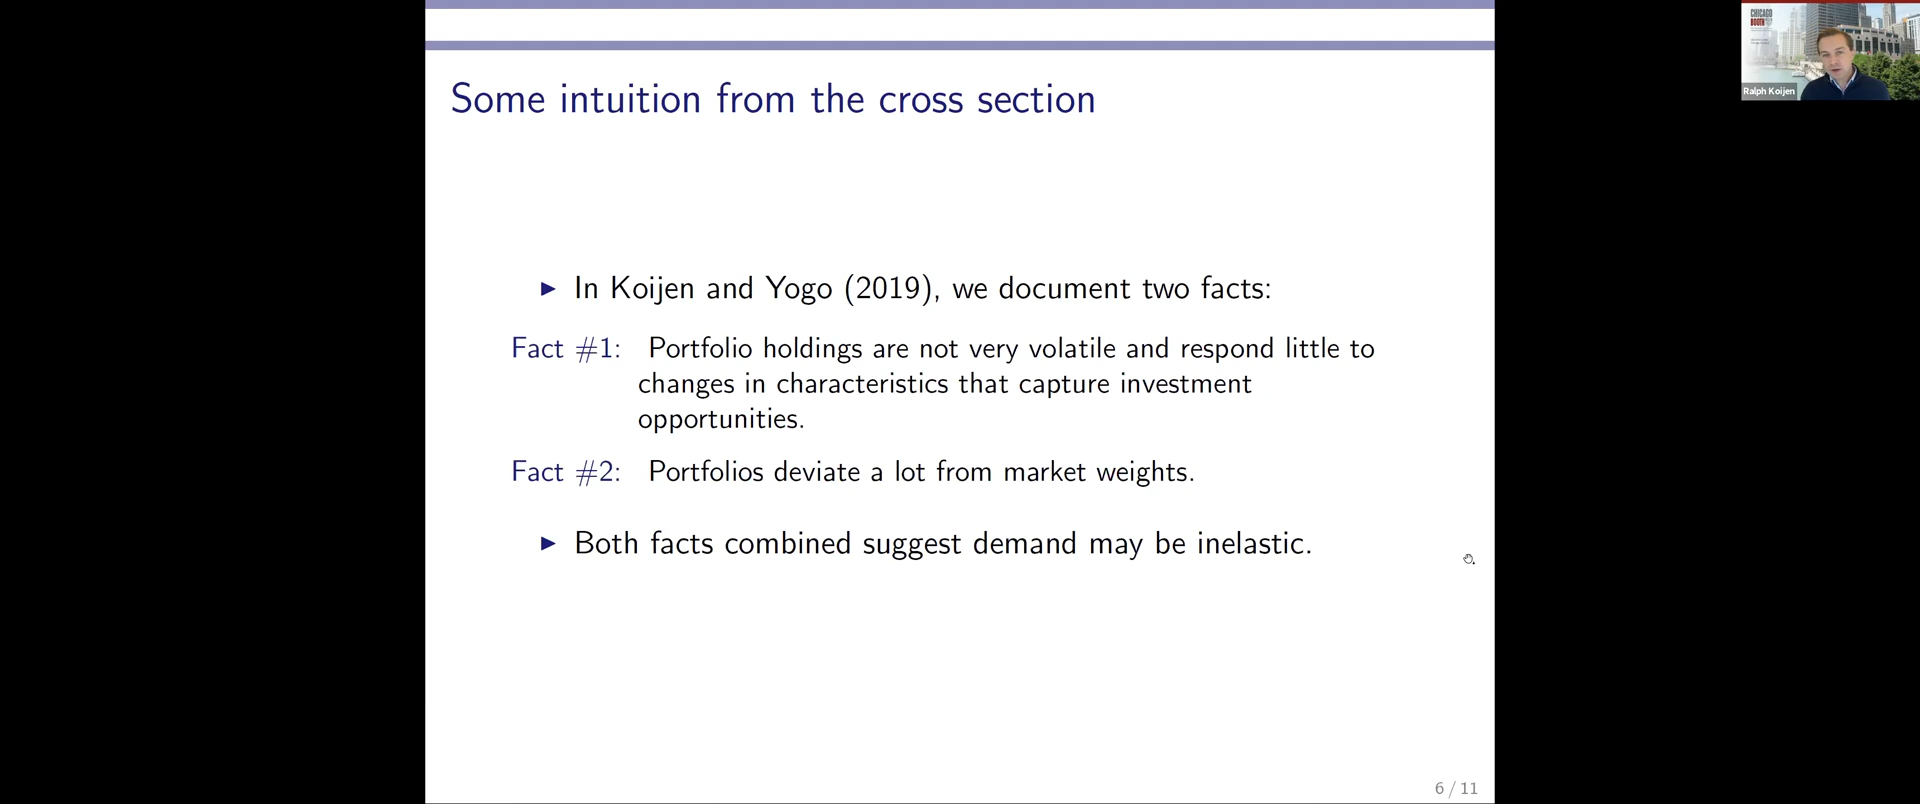 CHICAGO
BOOTH
Ralph Koijen
Some intuition from the cross section
▶ In Koijen and Yogo (2019), we document two facts:
Fact #1: Portfolio holdings are not very volatile and respond little to
changes in characteristics that capture investment
opportunities.
Fact #2: Portfolios deviate a lot from market weights.
▶ Both facts combined suggest demand may be inelastic.
6 / 11